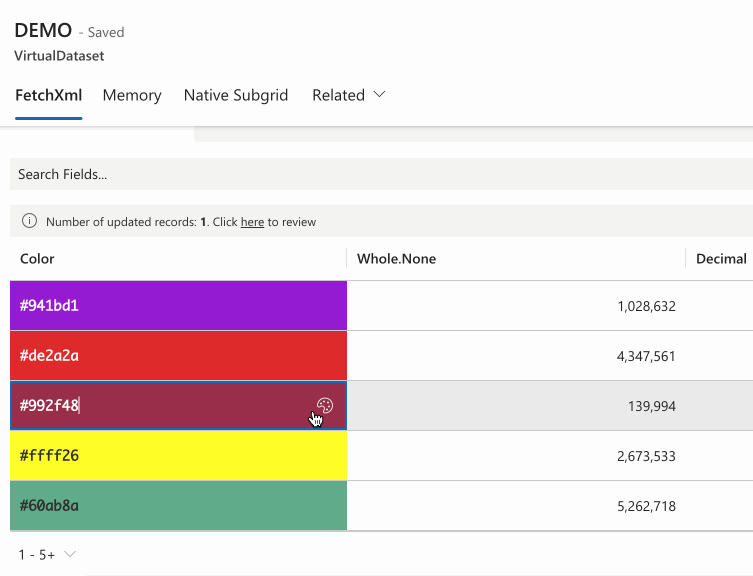 DEMO - Saved
VirtualDataset
FetchXml Memory Native Subgrid Related
Search Fields...
Number of updated records: 1. Click here to review
Color Whole.None Decimal
#941bd1 1,028,632
#de2a2a 4,347,561
#992f48 139,994
#ffff26 2,673,533
#60ab8a 5,262,718
1 - 5+